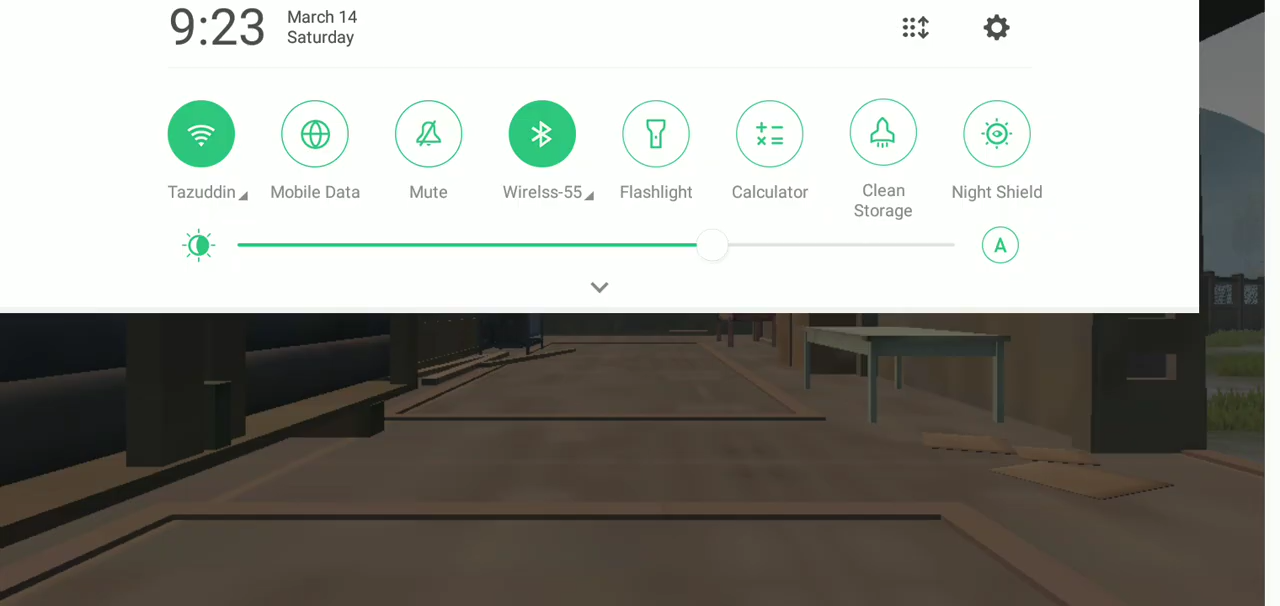 9:23
March 14
Saturday
Tazuddin
Mobile Data
Mute
Wirelss-55
Flashlight
Calculator
Clean
Storage
Night Shield
A